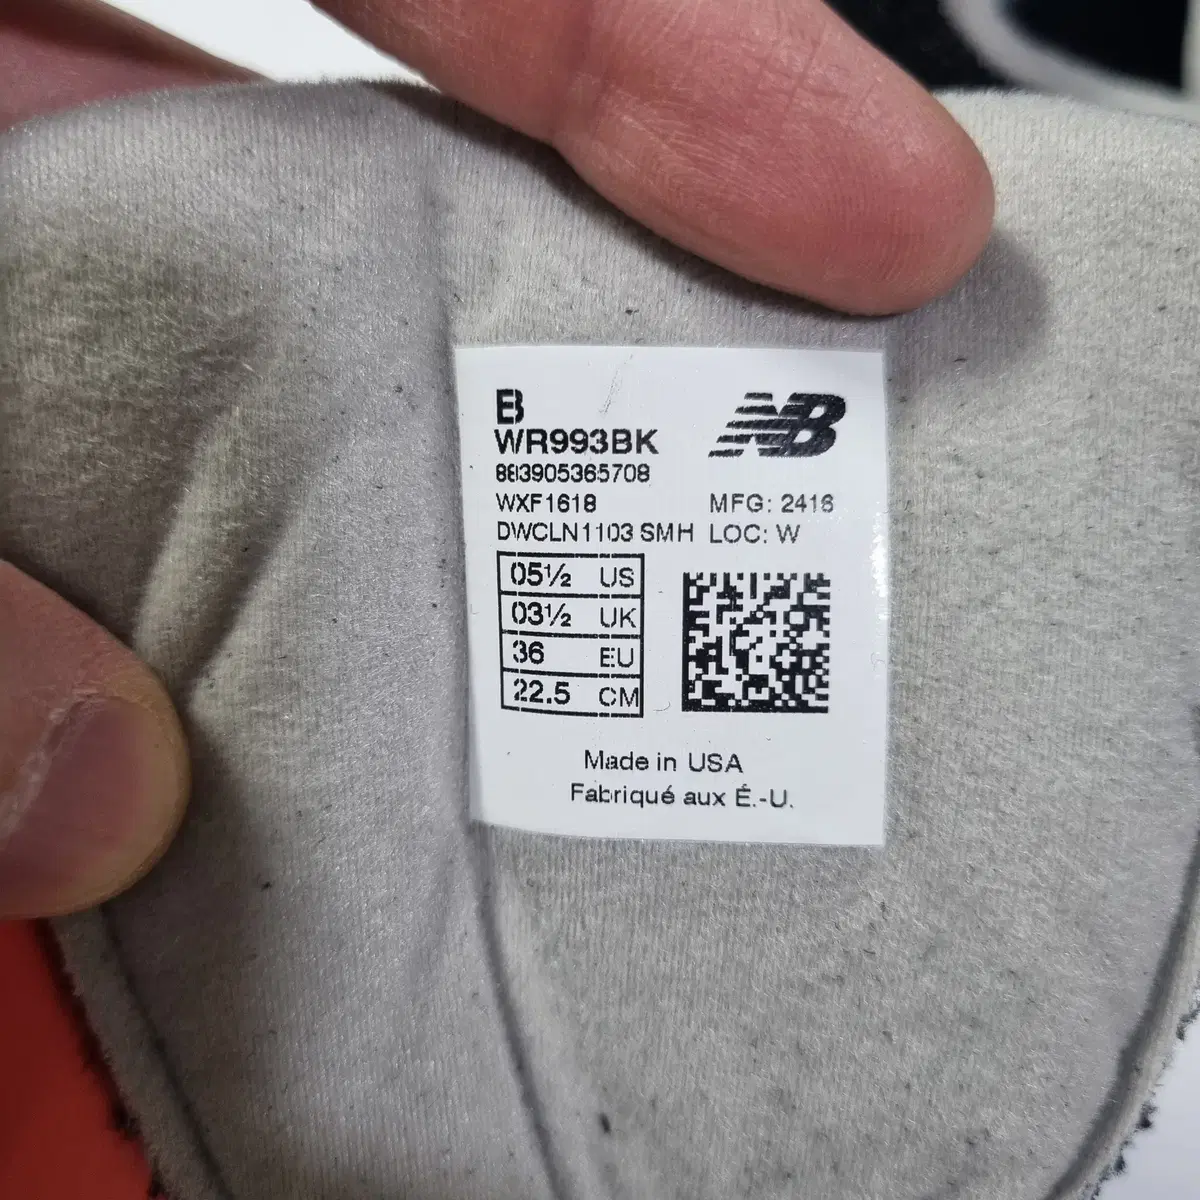 B
WR993BK NB
883905365708
WXF1618 MFG: 2416
DWCLN1103 SMH LOC: W
05½ US
03½ UK
36 EU
22.5 CM
Made in USA
Fabriqué aux É.-U.